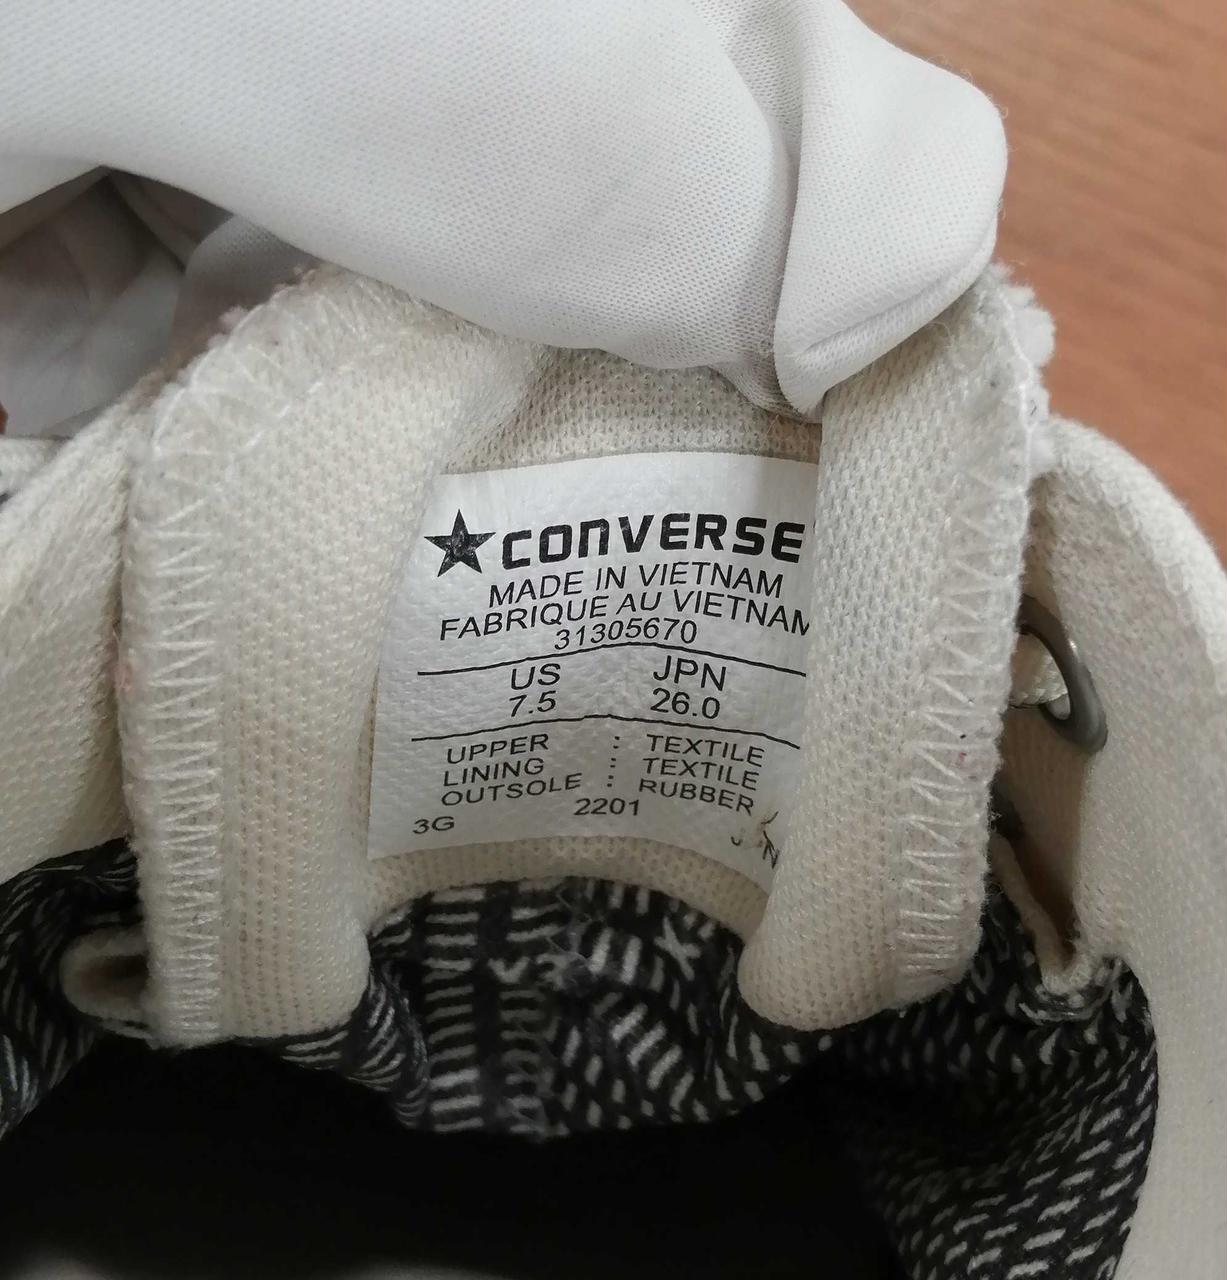 ★CONVERSE
MADE IN VIETNAM
FABRIQUE AU VIETNAM
31305670
US JPN
7.5 26.0
UPPER : TEXTILE
LINING : TEXTILE
OUTSOLE : RUBBER
3G 2201